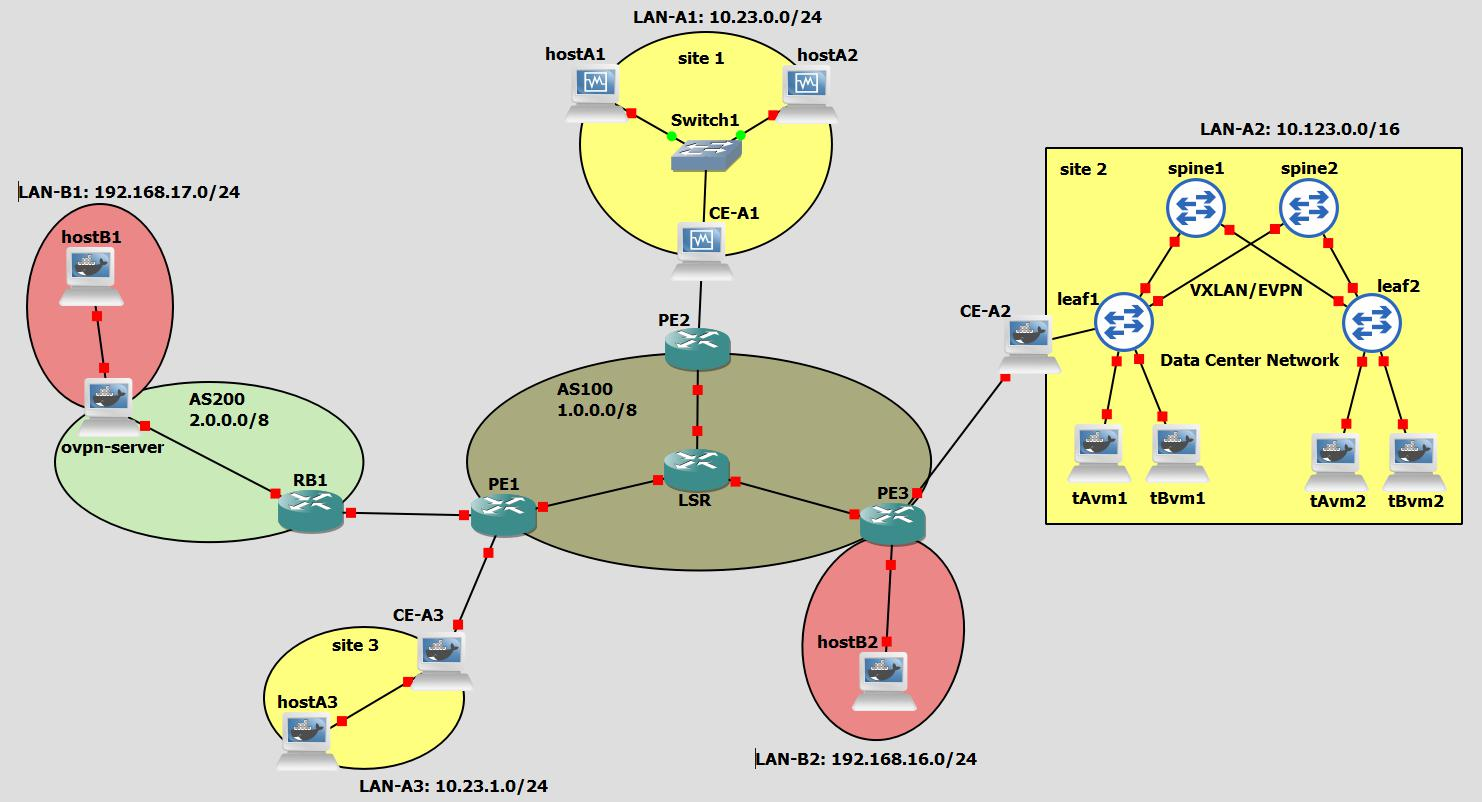 LAN-A1: 10.23.0.0/24
hostA1
site 1
hostA2
Switch1
CE-A1
LAN-A2: 10.123.0.0/16
site 2
spine1
spine2
leaf1
VXLAN/EVPN
leaf2
CE-A2
Data Center Network
tAvm1
tBvm1
tAvm2
tBvm2
LAN-B1: 192.168.17.0/24
hostB1
AS200
2.0.0.0/8
ovpn-server
RB1
PE2
AS100
1.0.0.0/8
PE1
LSR
PE3
CE-A3
site 3
hostA3
LAN-A3: 10.23.1.0/24
hostB2
LAN-B2: 192.168.16.0/24